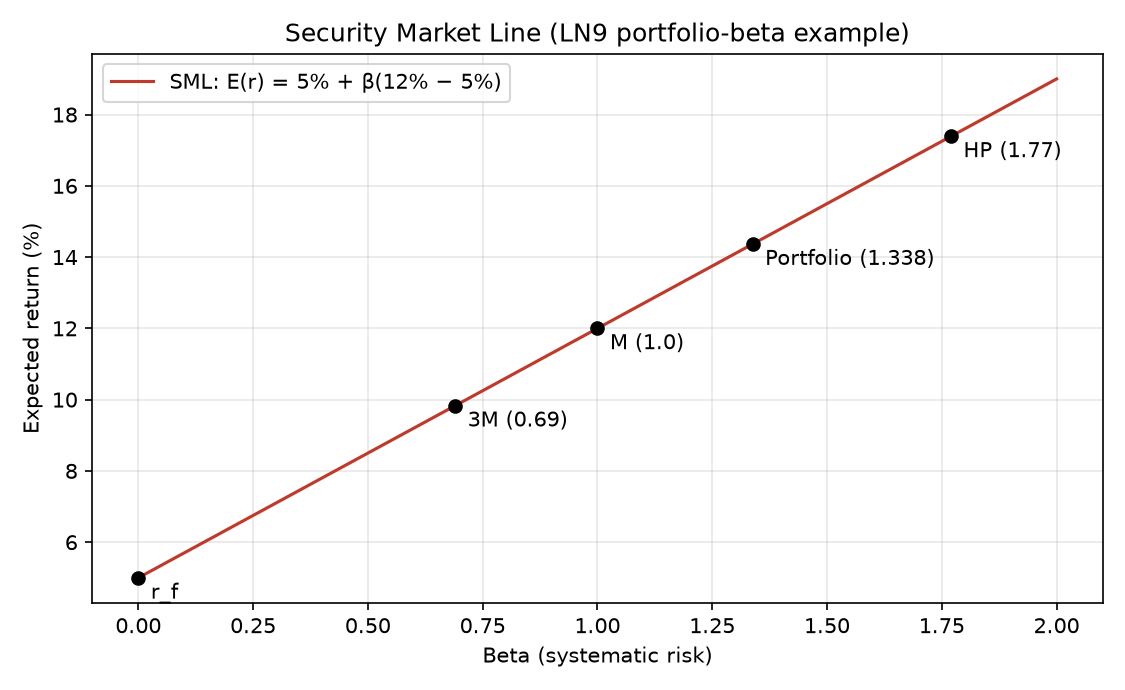 Security Market Line (LN9 portfolio-beta example)
SML: E(r) = 5% + β(12% − 5%)
Expected return (%)
18
16
14
12
10
8
6
HP (1.77)
Portfolio (1.338)
M (1.0)
3M (0.69)
r_f
0.00 0.25 0.50 0.75 1.00 1.25 1.50 1.75 2.00
Beta (systematic risk)